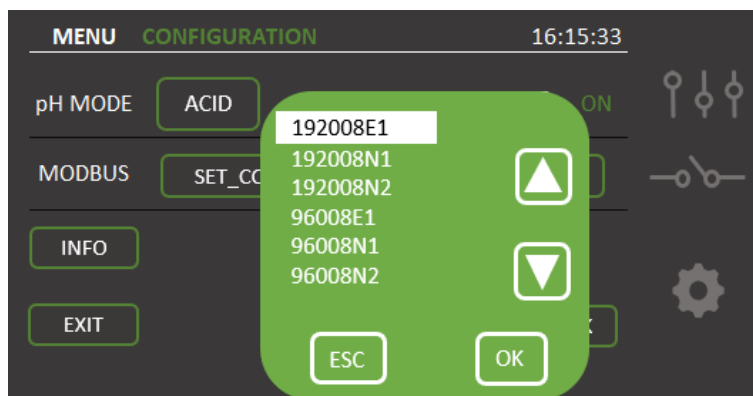 MENU CONFIGURATION 16:15:33
pH MODE ACID ON
192008E1
192008N1
MODBUS SET_CO
192008N2
96008E1
INFO 96008N1
96008N2
EXIT
ESC OK